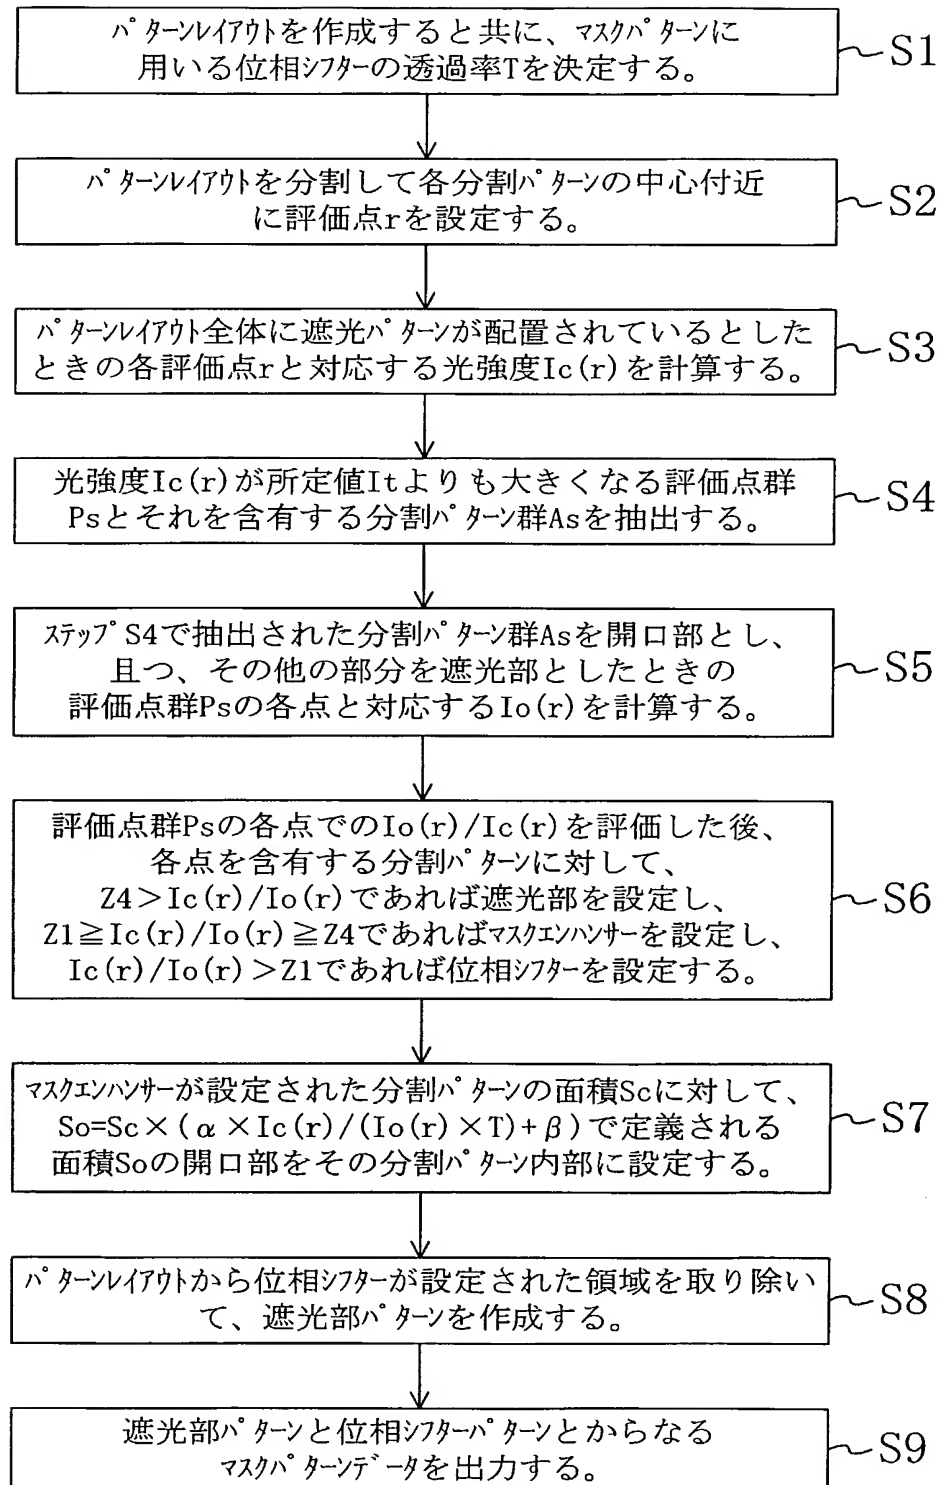 ﾊﾟﾀｰﾝﾚｲｱｳﾄを作成すると共に、ﾏｽｸﾊﾟﾀｰﾝに
用いる位相ｼﾌﾀｰの透過率Tを決定する。
S1
ﾊﾟﾀｰﾝﾚｲｱｳﾄを分割して各分割ﾊﾟﾀｰﾝの中心付近
に評価点rを設定する。
S2
ﾊﾟﾀｰﾝﾚｲｱｳﾄ全体に遮光ﾊﾟﾀｰﾝが配置されているとした
ときの各評価点rと対応する光強度Ic(r)を計算する。
S3
光強度Ic(r)が所定値Itよりも大きくなる評価点群
Psとそれを含有する分割ﾊﾟﾀｰﾝ群Asを抽出する。
S4
ｽﾃｯﾌﾟS4で抽出された分割ﾊﾟﾀｰﾝ群Asを開口部とし、
且つ、その他の部分を遮光部としたときの
評価点群Psの各点と対応するIo(r)を計算する。
S5
評価点群Psの各点でのIo(r)/Ic(r)を評価した後、
各点を含有する分割ﾊﾟﾀｰﾝに対して、
Z4＞Ic(r)/Io(r)であれば遮光部を設定し、
Z1≧Ic(r)/Io(r)≧Z4であればﾏｽｸｴﾝﾊﾝｻｰを設定し、
Ic(r)/Io(r)＞Z1であれば位相ｼﾌﾀｰを設定する。
S6
ﾏｽｸｴﾝﾊﾝｻｰが設定された分割ﾊﾟﾀｰﾝの面積Scに対して、
So=Sc×(α×Ic(r)/(Io(r)×T)+β)で定義される
面積Soの開口部をその分割ﾊﾟﾀｰﾝ内部に設定する。
S7
ﾊﾟﾀｰﾝﾚｲｱｳﾄから位相ｼﾌﾀｰが設定された領域を取り除い
て、遮光部ﾊﾟﾀｰﾝを作成する。
S8
遮光部ﾊﾟﾀｰﾝと位相ｼﾌﾀｰﾊﾟﾀｰﾝとからなる
ﾏｽｸﾊﾟﾀｰﾝﾃﾞｰﾀを出力する。
S9